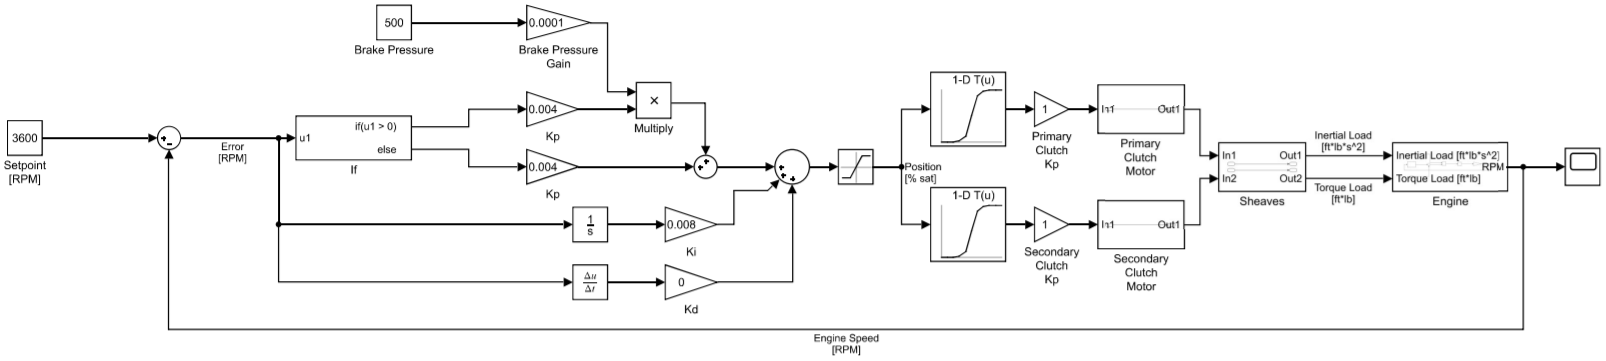 500
Brake Pressure
0.0001
Brake Pressure
Gain
3600
Setpoint
[RPM]
+
-
Error
[RPM]
u1
if(u1 > 0)
else
If
0.004
Kp
×
Multiply
0.004
Kp
+
+
1
s
0.008
Ki
Δu
Δt
0
Kd
+
+
+
Position
[% sat]
1-D T(u)
1
Primary
Clutch
Kp
In1
Out1
Primary
Clutch
Motor
1-D T(u)
1
Secondary
Clutch
Kp
In1
Out1
Secondary
Clutch
Motor
In1
Out1
In2
Out2
Sheaves
Inertial Load
[ft*lb*s^2]
Torque Load
[ft*lb]
Inertial Load [ft*lb*s^2]
RPM
Torque Load [ft*lb]
Engine
Engine Speed
[RPM]